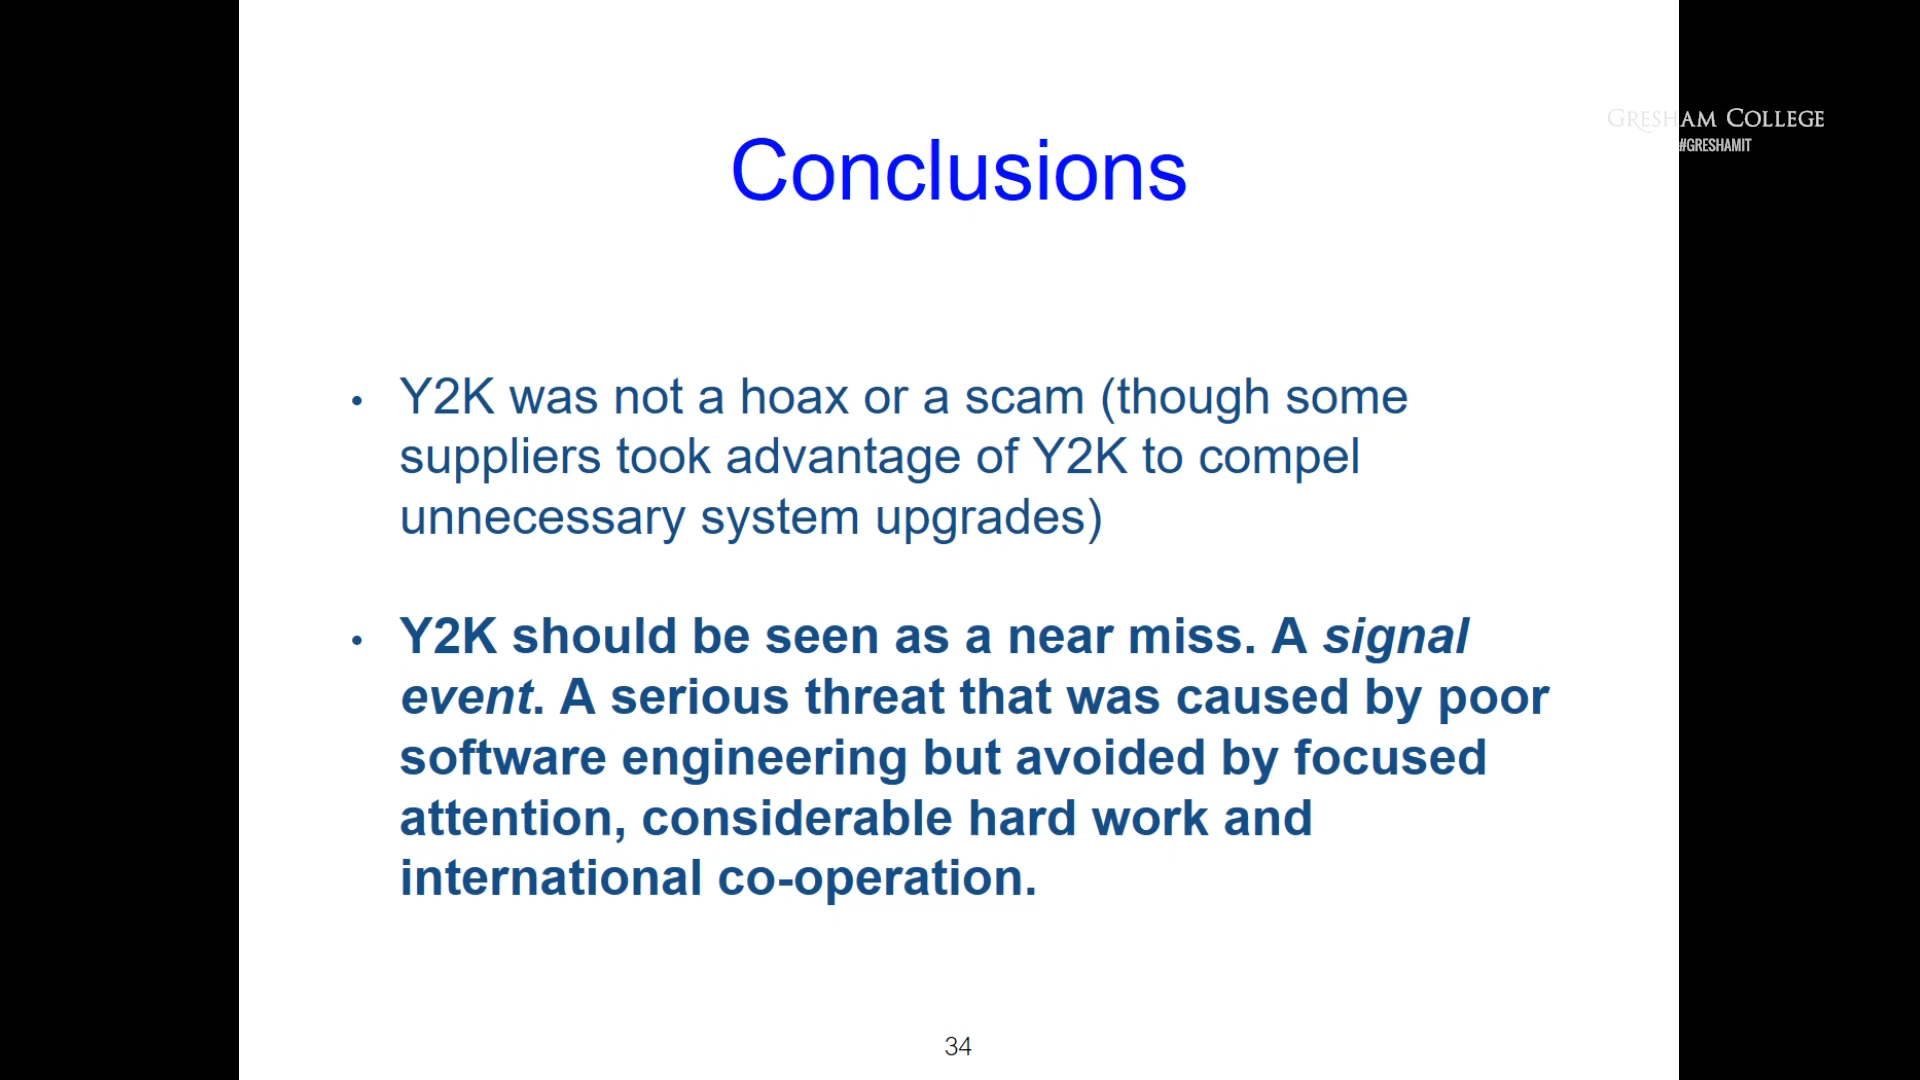 GRESHAM COLLEGE
#GRESHAMIT
Conclusions
• Y2K was not a hoax or a scam (though some
suppliers took advantage of Y2K to compel
unnecessary system upgrades)
• Y2K should be seen as a near miss. A signal
event. A serious threat that was caused by poor
software engineering but avoided by focused
attention, considerable hard work and
international co-operation.
34